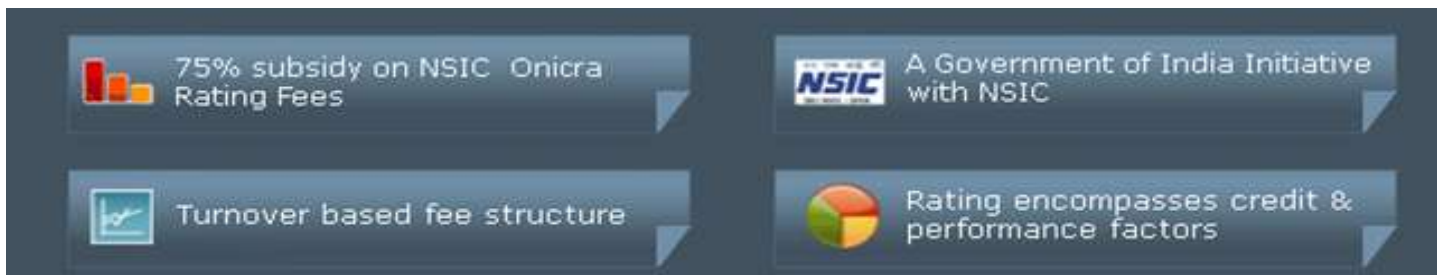 75% subsidy on NSIC Onicra
Rating Fees
NSIC
A Government of India Initiative
with NSIC
Turnover based fee structure
Rating encompasses credit &
performance factors